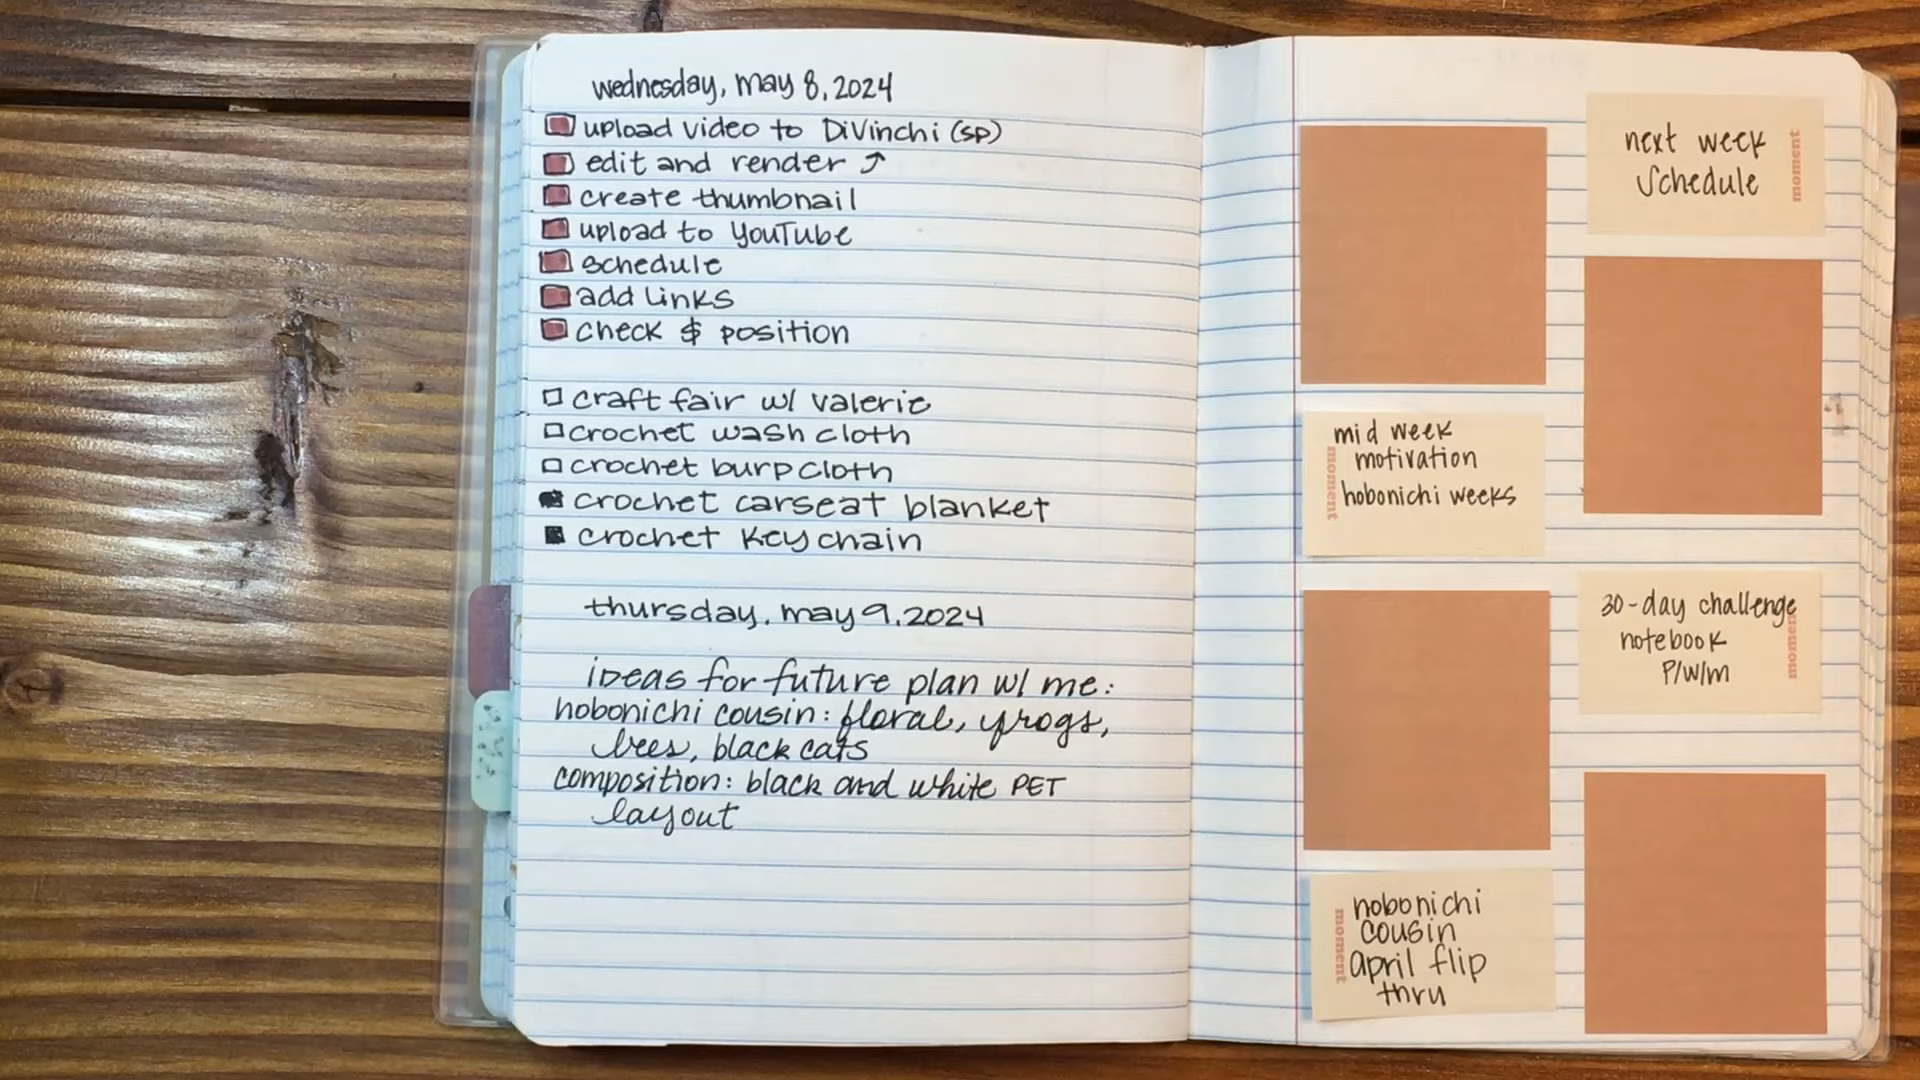 wednesday, may 8, 2024
upload video to DiVinchi (sp)
edit and render ⤴
create thumbnail
upload to YouTube
schedule
add links
check & position
craft fair w/ valerie
crochet wash cloth
crochet burp cloth
crochet carseat blanket
crochet keychain
thursday, may 9, 2024
ideas for future plan w/ me:
hobonichi cousin: floral, frogs,
bees, black cats
composition: black and white PET
layout
next week
schedule
moment
mid week
motivation
hobonichi weeks
moment
30-day challenge
notebook
P/W/M
moment
hobonichi
cousin
april flip
thru
moment